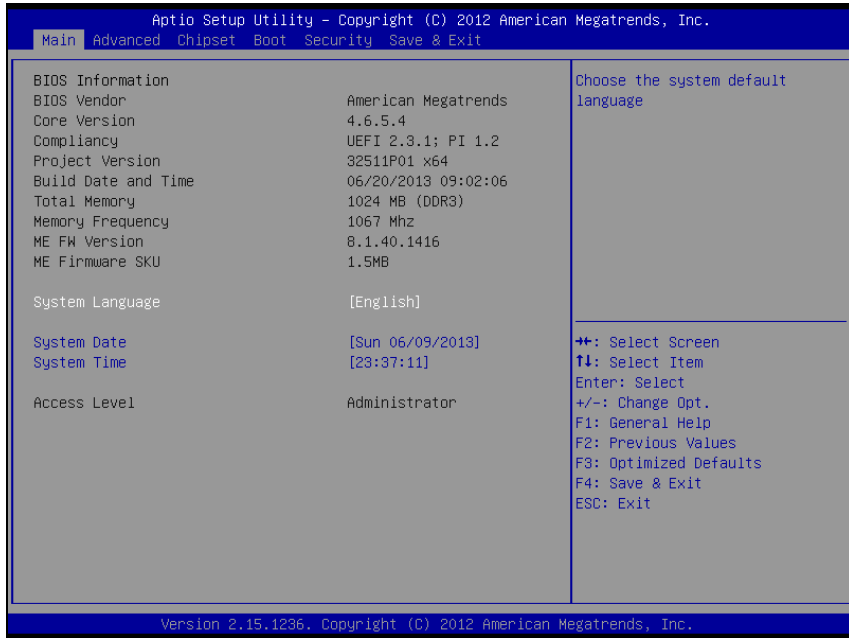 Aptio Setup Utility – Copyright (C) 2012 American Megatrends, Inc.
Main Advanced Chipset Boot Security Save & Exit
BIOS Information
BIOS Vendor American Megatrends
Core Version 4.6.5.4
Compliancy UEFI 2.3.1; PI 1.2
Project Version 32511P01 x64
Build Date and Time 06/20/2013 09:02:06
Total Memory 1024 MB (DDR3)
Memory Frequency 1067 Mhz
ME FW Version 8.1.40.1416
ME Firmware SKU 1.5MB
System Language [English]
System Date [Sun 06/09/2013]
System Time [23:37:11]
Access Level Administrator
Choose the system default
language
→←: Select Screen
↑↓: Select Item
Enter: Select
+/-: Change Opt.
F1: General Help
F2: Previous Values
F3: Optimized Defaults
F4: Save & Exit
ESC: Exit
Version 2.15.1236. Copyright (C) 2012 American Megatrends, Inc.